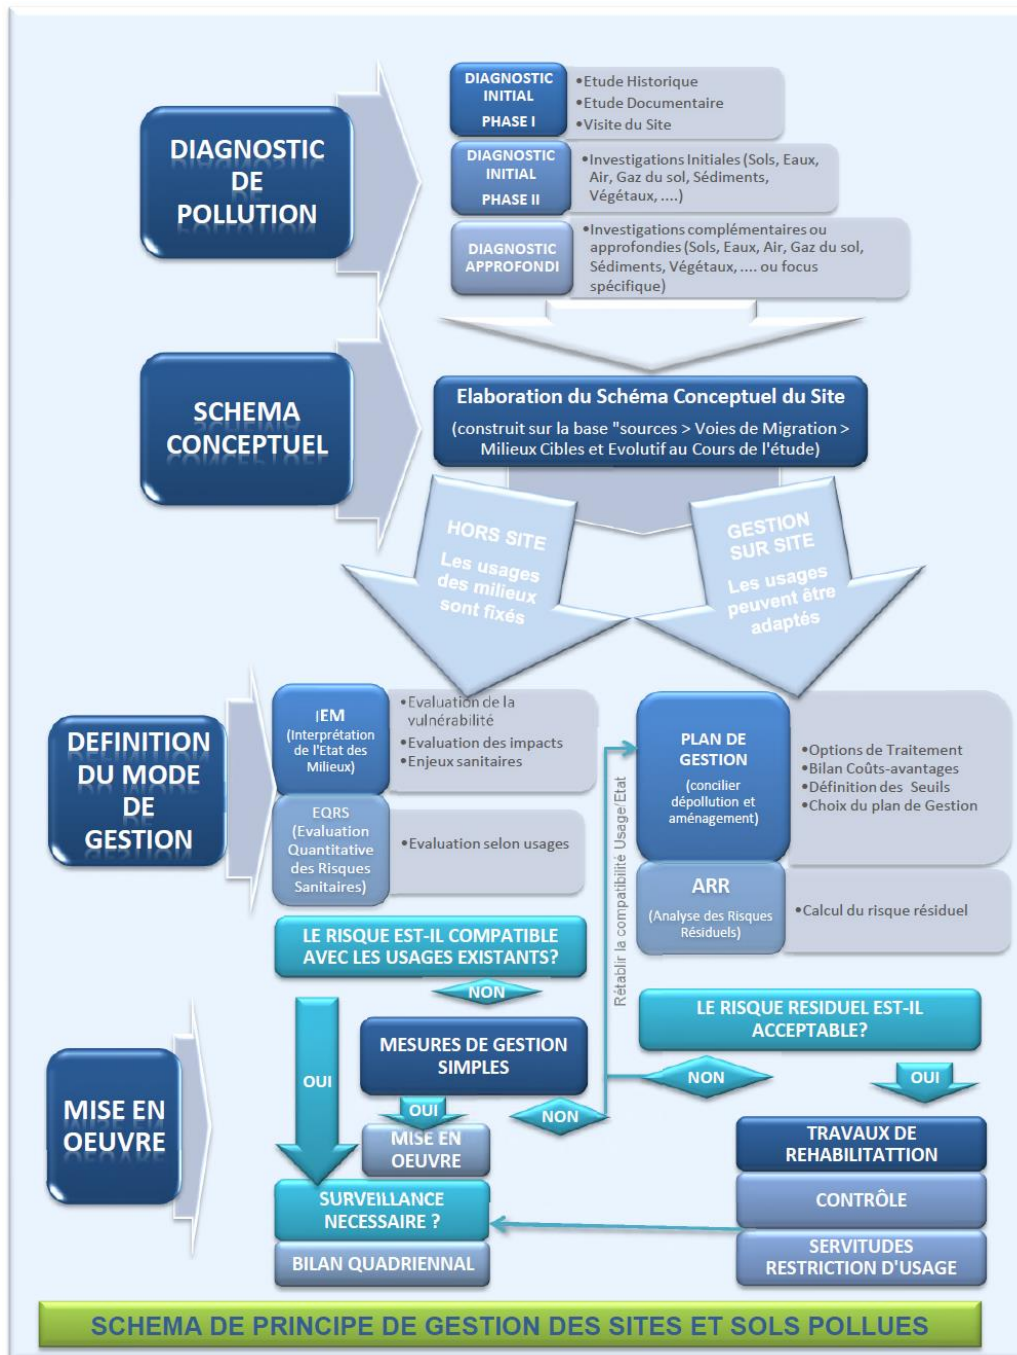 DIAGNOSTIC
DE
POLLUTION
DIAGNOSTIC
INITIAL
PHASE I
•Etude Historique
•Etude Documentaire
•Visite du Site
DIAGNOSTIC
INITIAL
PHASE II
•Investigations Initiales (Sols, Eaux,
Air, Gaz du sol, Sédiments,
Végétaux, ....)
DIAGNOSTIC
APPROFONDI
•Investigations complémentaires ou
approfondies (Sols, Eaux, Air, Gaz du sol,
Sédiments, Végétaux, .... ou focus
spécifique)
SCHEMA
CONCEPTUEL
Elaboration du Schéma Conceptuel du Site
(construit sur la base "sources > Voies de Migration >
Milieux Cibles et Evolutif au Cours de l'étude)
HORS SITE
Les usages
des milieux
sont fixés
GESTION
SUR SITE
Les usages
peuvent être
adaptés
DEFINITION
DU MODE
DE
GESTION
IEM
(Interprétation
de l'Etat des
Milieux)
•Evaluation de la
vulnérabilité
•Evaluation des impacts
•Enjeux sanitaires
EQRS
(Evaluation
Quantitative
des Risques
Sanitaires)
•Evaluation selon usages
Rétablir la compatibilité Usage/Etat
PLAN DE
GESTION
(concilier
dépollution et
aménagement)
•Options de Traitement
•Bilan Coûts-avantages
•Définition des Seuils
•Choix du plan de Gestion
ARR
(Analyse des Risques
Résiduels)
•Calcul du risque résiduel
LE RISQUE EST-IL COMPATIBLE
AVEC LES USAGES EXISTANTS?
NON
LE RISQUE RESIDUEL EST-IL
ACCEPTABLE?
MISE EN
OEUVRE
OUI
MESURES DE GESTION
SIMPLES
NON
OUI
OUI
NON
MISE EN
OEUVRE
TRAVAUX DE
REHABILITATTION
SURVEILLANCE
NECESSAIRE ?
CONTRÔLE
BILAN QUADRIENNAL
SERVITUDES
RESTRICTION D'USAGE
SCHEMA DE PRINCIPE DE GESTION DES SITES ET SOLS POLLUES